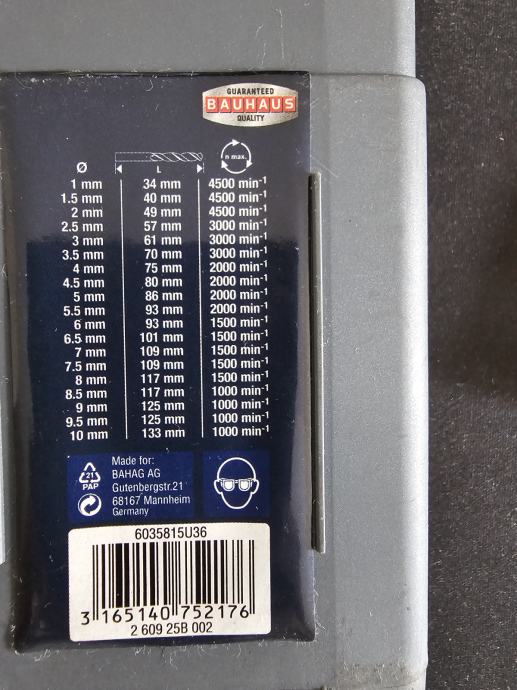 GUARANTEED
BAUHAUS
QUALITY
n max.
Ø L
1 mm 34 mm 4500 min⁻¹
1.5 mm 40 mm 4500 min⁻¹
2 mm 49 mm 4500 min⁻¹
2.5 mm 57 mm 3000 min⁻¹
3 mm 61 mm 3000 min⁻¹
3.5 mm 70 mm 3000 min⁻¹
4 mm 75 mm 2000 min⁻¹
4.5 mm 80 mm 2000 min⁻¹
5 mm 86 mm 2000 min⁻¹
5.5 mm 93 mm 2000 min⁻¹
6 mm 93 mm 1500 min⁻¹
6.5 mm 101 mm 1500 min⁻¹
7 mm 109 mm 1500 min⁻¹
7.5 mm 109 mm 1500 min⁻¹
8 mm 117 mm 1500 min⁻¹
8.5 mm 117 mm 1000 min⁻¹
9 mm 125 mm 1000 min⁻¹
9.5 mm 125 mm 1000 min⁻¹
10 mm 133 mm 1000 min⁻¹
21
PAP
Made for:
BAHAG AG
Gutenbergstr.21
68167 Mannheim
Germany
6035815U36
3 165140 752176
2 609 25B 002